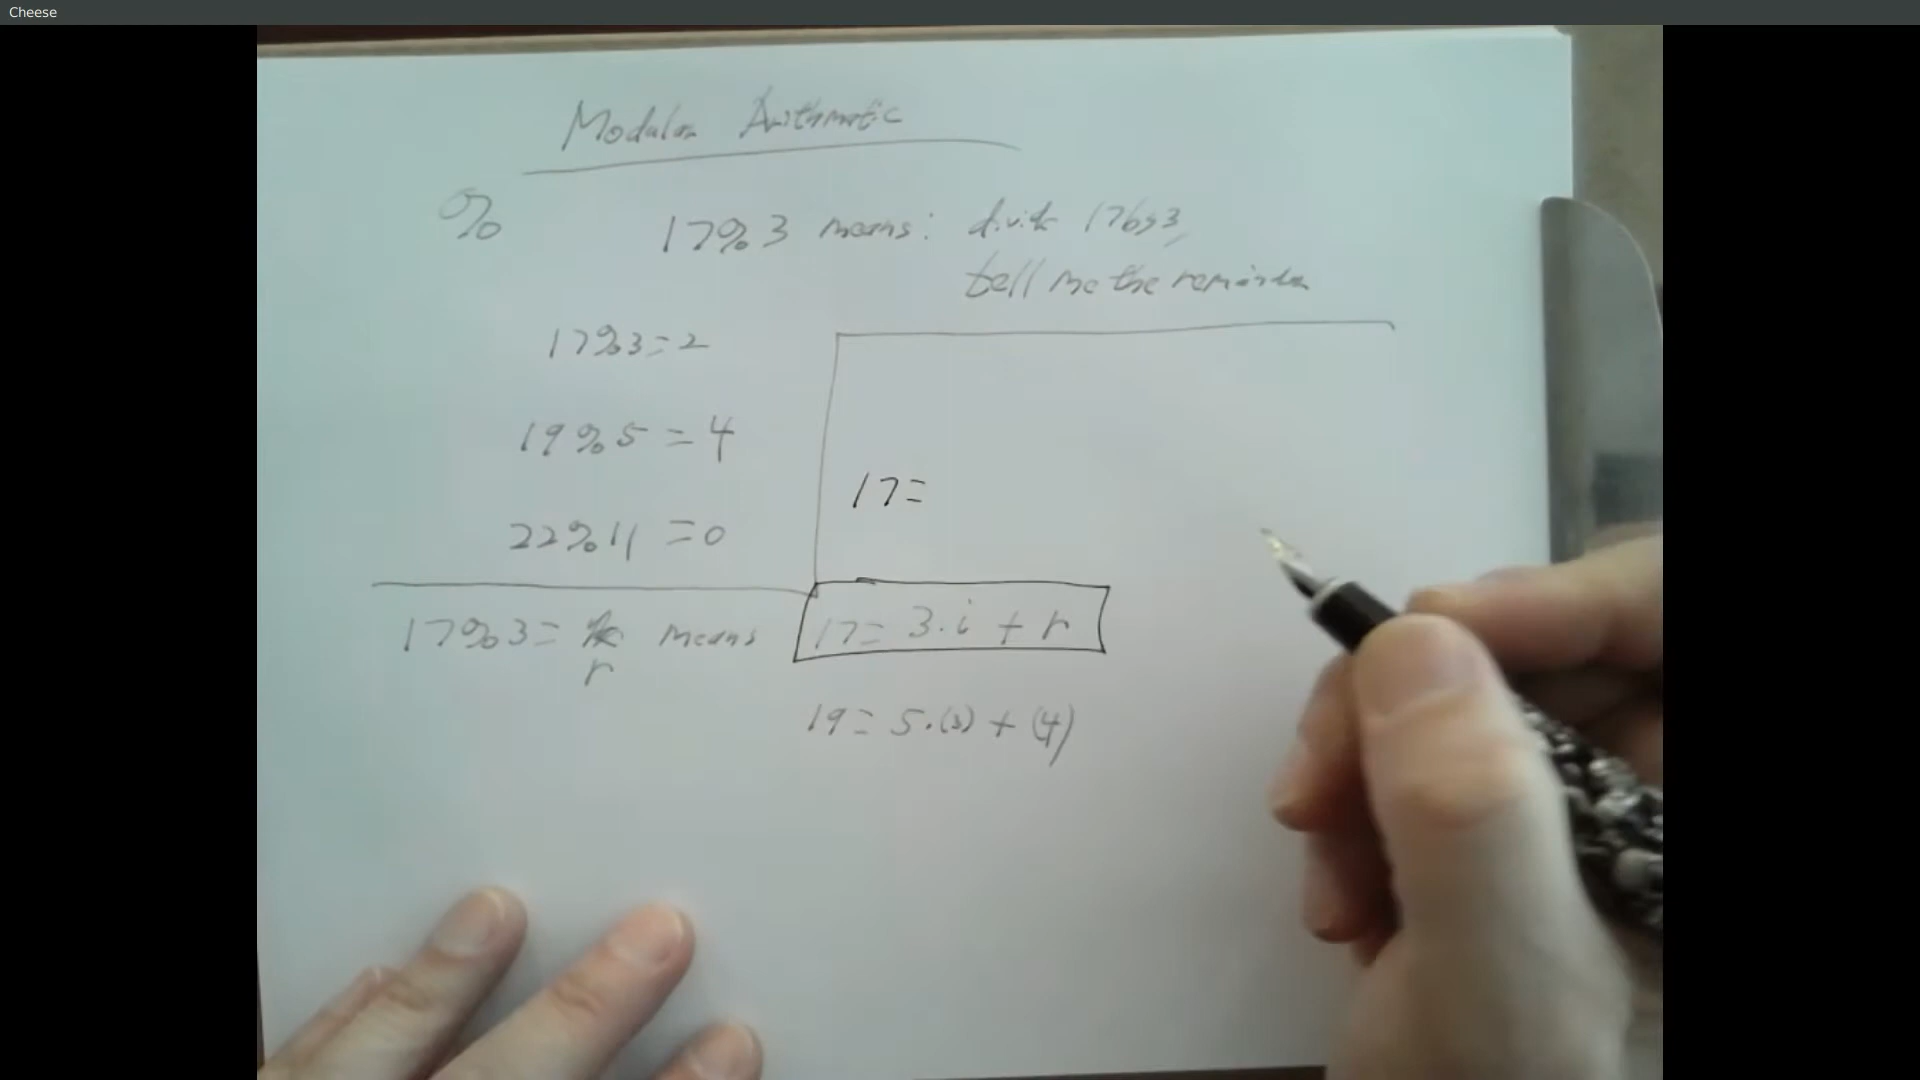 Cheese
Modular Arithmetic
% 17%3 means: divide 17 by 3,
tell me the remainder
17%3=2
19%5=4
17=
22%11=0
17%3= r means 17= 3·i + r
19= 5·(3) + (4)